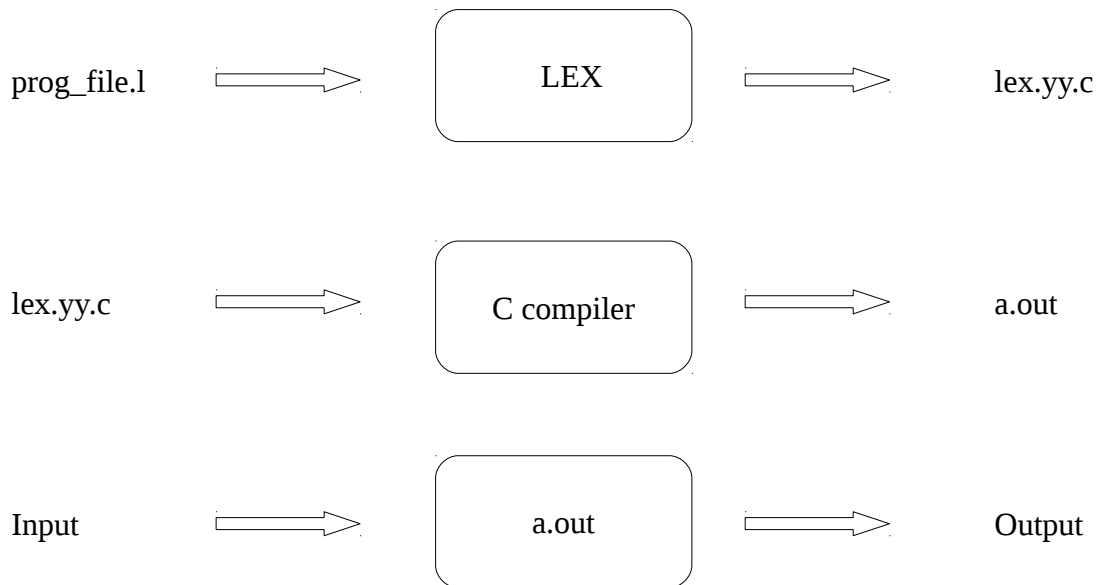 prog_file.l
LEX
lex.yy.c
lex.yy.c
C compiler
a.out
Input
a.out
Output